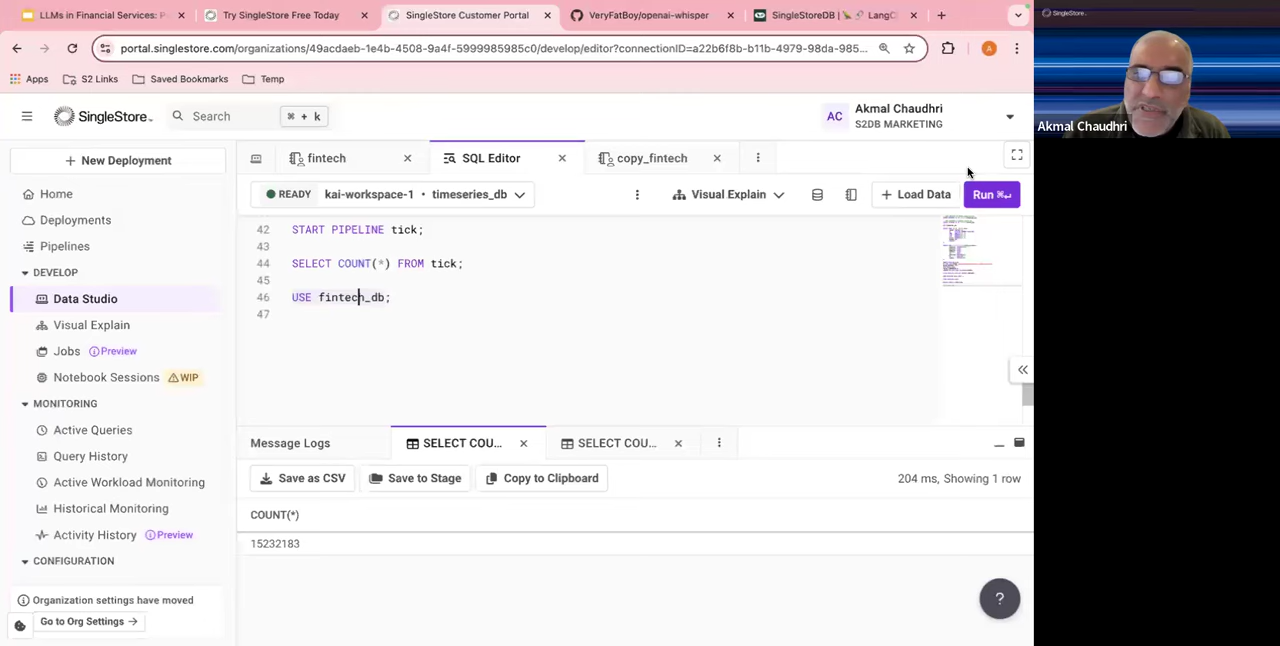 LLMs in Financial Services: P
Try SingleStore Free Today
SingleStore Customer Portal
VeryFatBoy/openai-whisper
SingleStoreDB | 🦜🔗 LangC
portal.singlestore.com/organizations/49acdaeb-1e4b-4508-9a4f-5999985985c0/develop/editor?connectionID=a22b6f8b-b11b-4979-98da-985...
A
Apps
S2 Links
Saved Bookmarks
Temp
SingleStore
Search
⌘ + k
AC
Akmal Chaudhri
S2DB MARKETING
+ New Deployment
Home
Deployments
Pipelines
DEVELOP
Data Studio
Visual Explain
Jobs
Preview
Notebook Sessions
WIP
MONITORING
Active Queries
Query History
Active Workload Monitoring
Historical Monitoring
Activity History
Preview
CONFIGURATION
Organization settings have moved
Go to Org Settings →
fintech
SQL Editor
copy_fintech
READY kai-workspace-1 • timeseries_db
Visual Explain
+ Load Data
Run ⌘↵
42 START PIPELINE tick;
43
44 SELECT COUNT(*) FROM tick;
45
46 USE fintech_db;
47
Message Logs
SELECT COU...
SELECT COU...
Save as CSV
Save to Stage
Copy to Clipboard
204 ms, Showing 1 row
COUNT(*)
15232183
?
SingleStore
Akmal Chaudhri